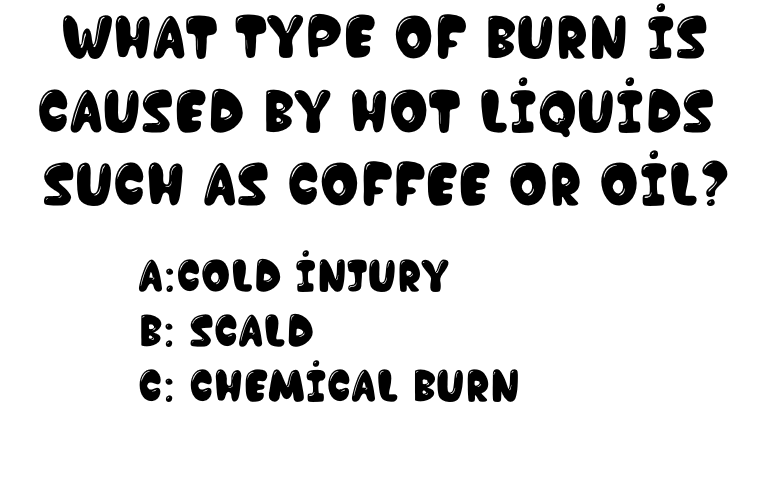 WHAT TYPE OF BURN İS
CAUSED BY HOT LİQUİDS
SUCH AS COFFEE OR OİL?
A:COLD İNJURY
B: SCALD
C: CHEMİCAL BURN